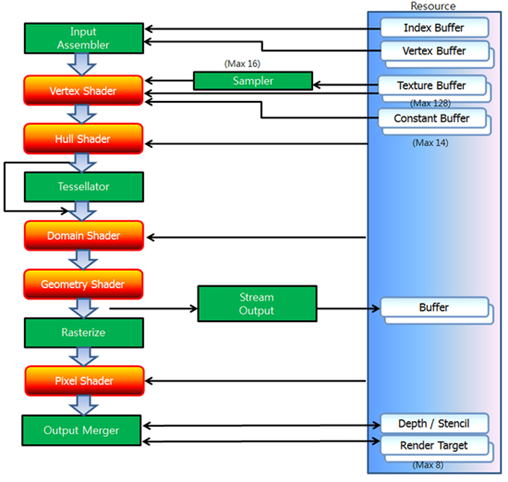 Resource
Input
Assembler
Index Buffer
Vertex Buffer
(Max 16)
Vertex Shader
Sampler
Texture Buffer
(Max 128)
Constant Buffer
Hull Shader
(Max 14)
Tessellator
Domain Shader
Geometry Shader
Stream
Output
Buffer
Rasterize
Pixel Shader
Output Merger
Depth / Stencil
Render Target
(Max 8)